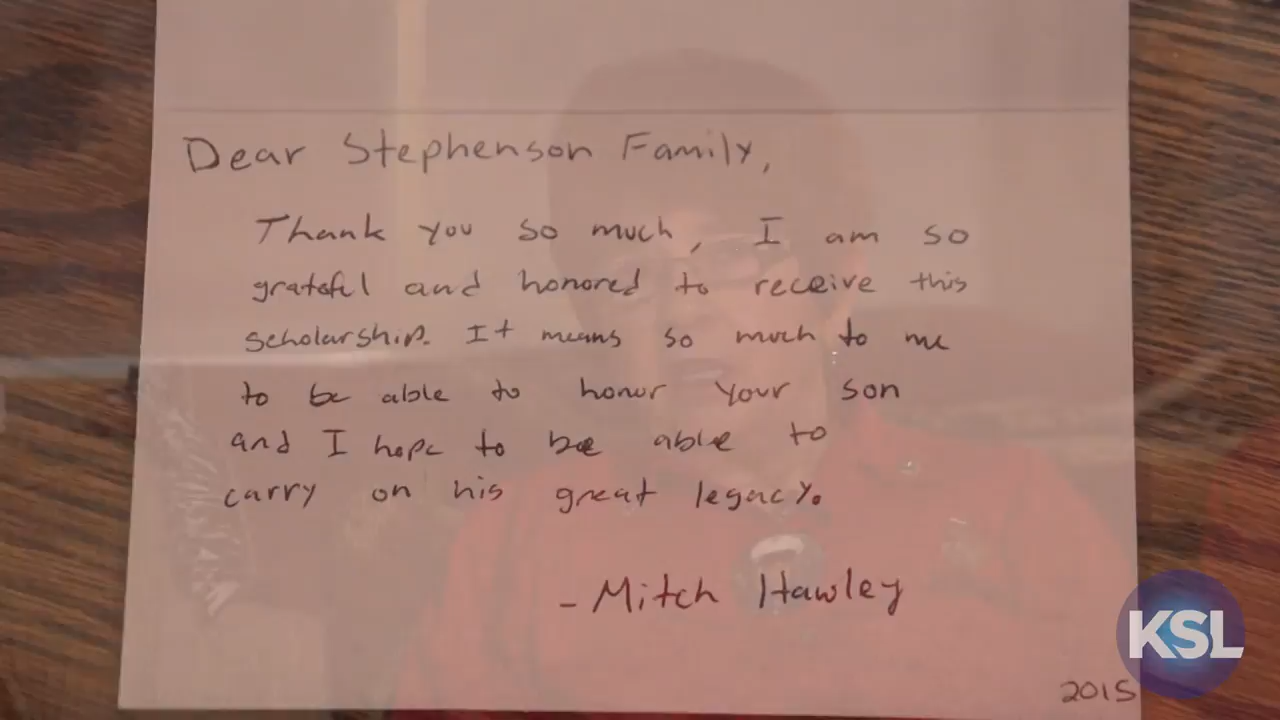 Dear Stephenson Family,
Thank you so much, I am so
grateful and honored to receive this
scholarship. It means so much to me
to be able to honor your son
and I hope to be able to
carry on his great legacy.
- Mitch Hawley
KSL
2015